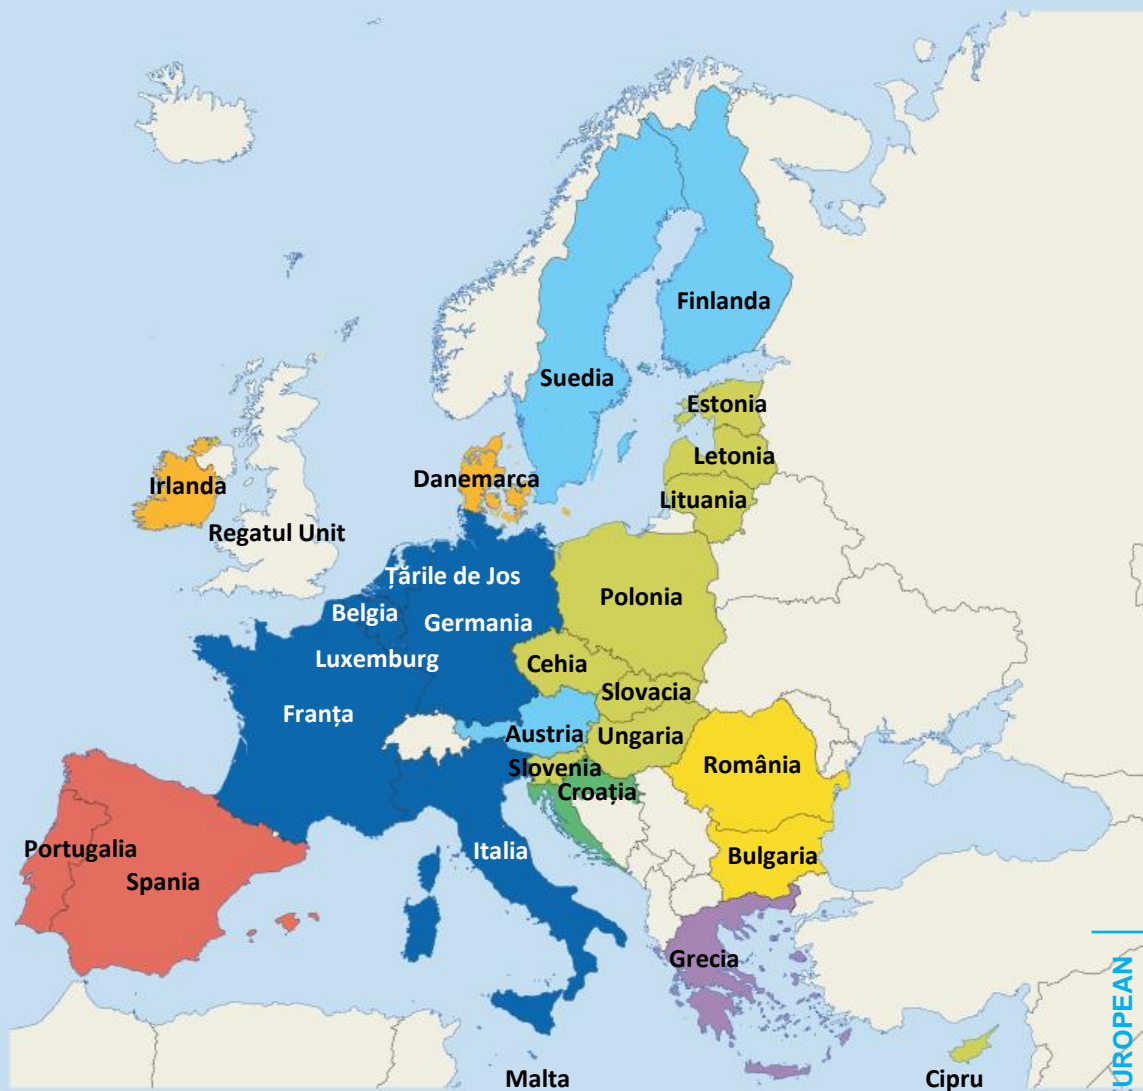 Finlanda
Suedia
Estonia
Letonia
Irlanda
Danemarca
Lituania
Regatul Unit
Țările de Jos
Polonia
Belgia
Germania
Luxemburg
Cehia
Slovacia
Franța
Austria
Ungaria
Slovenia
România
Croația
Portugalia
Italia
Bulgaria
Spania
Grecia
Malta
Cipru